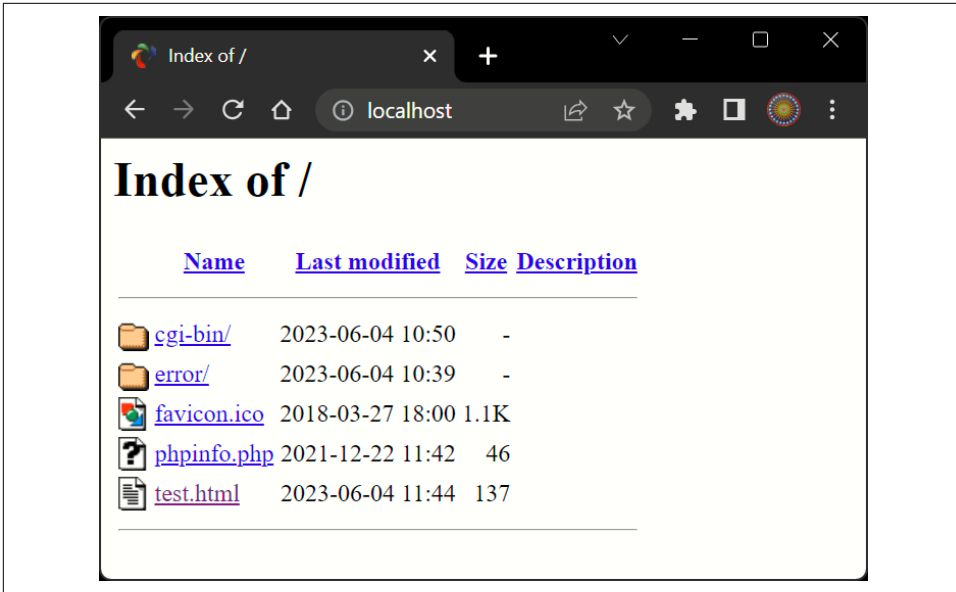 Index of /
localhost
Index of /
Name Last modified Size Description
cgi-bin/ 2023-06-04 10:50 -
error/ 2023-06-04 10:39 -
favicon.ico 2018-03-27 18:00 1.1K
phpinfo.php 2021-12-22 11:42 46
test.html 2023-06-04 11:44 137